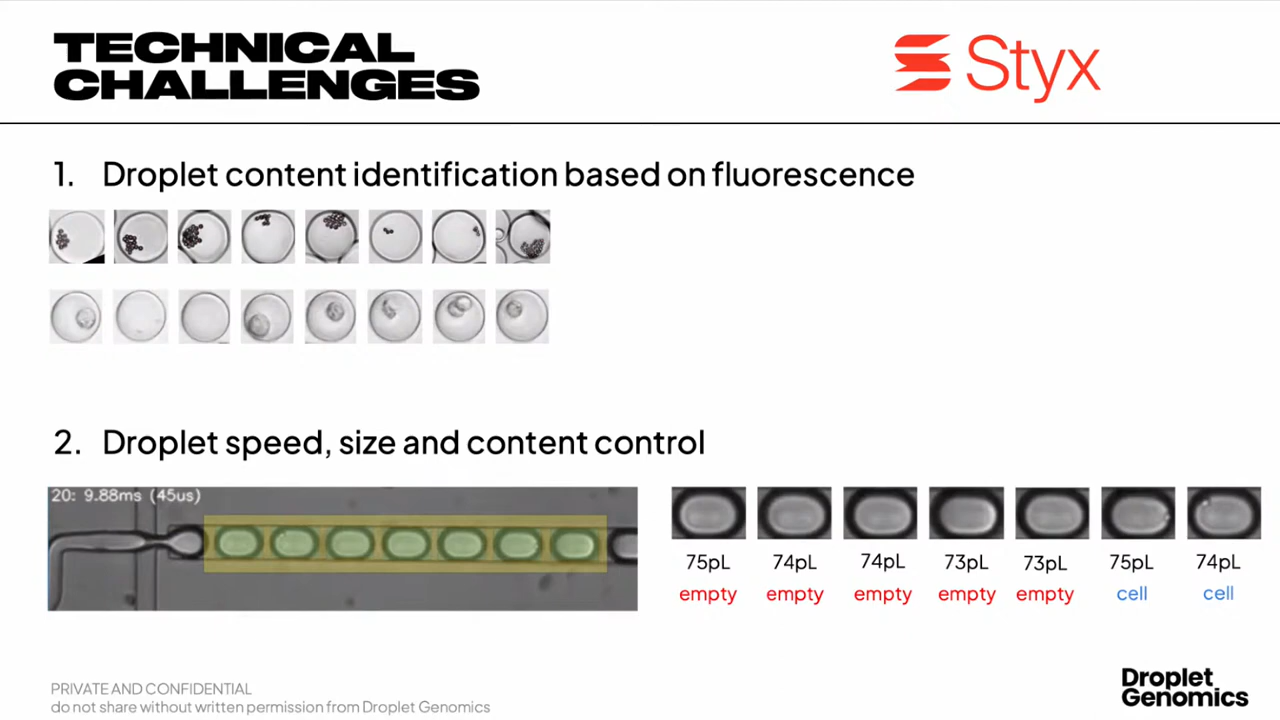 TECHNICAL
CHALLENGES
Styx
1. Droplet content identification based on fluorescence
2. Droplet speed, size and content control
20: 9.88ms (45us)
75pL 74pL 74pL 73pL 73pL 75pL 74pL
empty empty empty empty empty cell cell
PRIVATE AND CONFIDENTIAL
do not share without written permission from Droplet Genomics
Droplet
Genomics